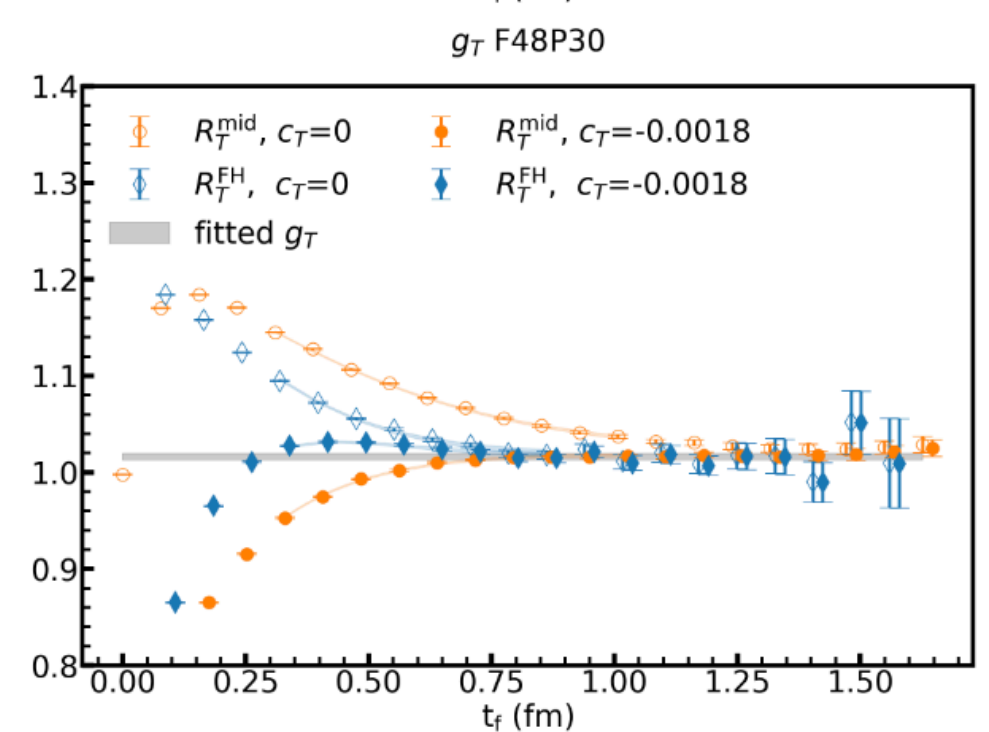 g_T F48P30
1.4
1.3
1.2
1.1
1.0
0.9
0.8
R_T^mid, c_T=0
R_T^mid, c_T=-0.0018
R_T^FH, c_T=0
R_T^FH, c_T=-0.0018
fitted g_T
0.00 0.25 0.50 0.75 1.00 1.25 1.50
t_f (fm)